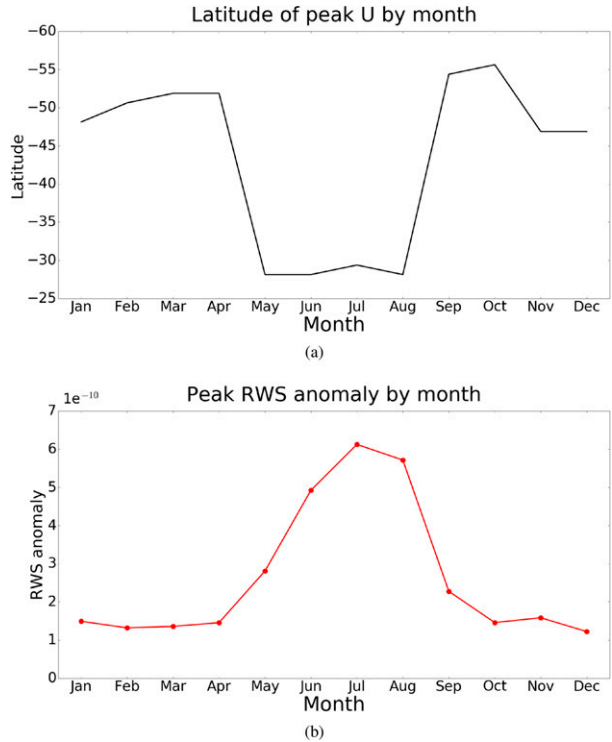 Latitude of peak U by month
−60
−55
−50
−45
−40
−35
−30
−25
Latitude
Jan Feb Mar Apr May Jun Jul Aug Sep Oct Nov Dec
Month
(a)
Peak RWS anomaly by month
1e−10
7
6
5
4
3
2
1
0
RWS anomaly
Jan Feb Mar Apr May Jun Jul Aug Sep Oct Nov Dec
Month
(b)